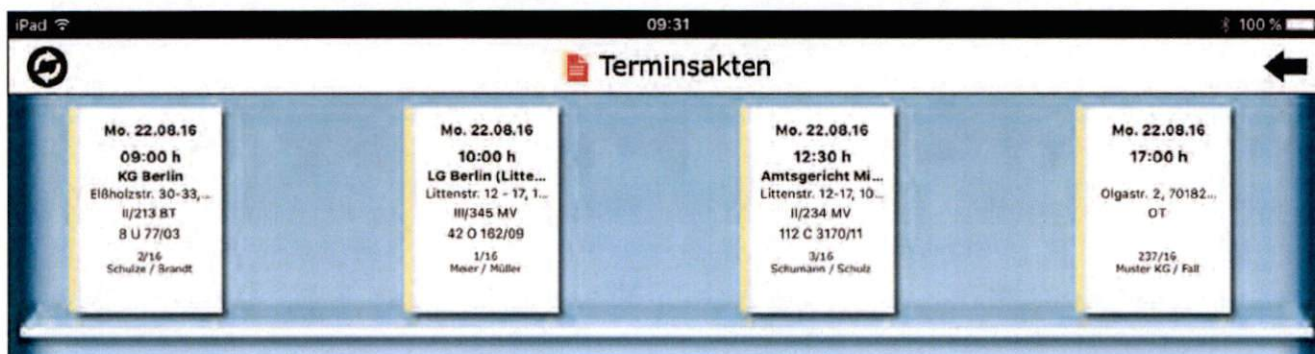 iPad 09:31 100 %
Terminsakten
Mo. 22.08.16
09:00 h
KG Berlin
Elßholzstr. 30-33,...
II/213 BT
8 U 77/03
2/16
Schulze / Brandt
Mo. 22.08.16
10:00 h
LG Berlin (Litte...
Littenstr. 12 - 17, 1...
III/345 MV
42 O 162/09
1/16
Meier / Müller
Mo. 22.08.16
12:30 h
Amtsgericht Mi...
Littenstr. 12-17, 10...
II/234 MV
112 C 3170/11
3/16
Schumann / Schulz
Mo. 22.08.16
17:00 h
Olgastr. 2, 70182...
OT
237/16
Muster KG / Fall